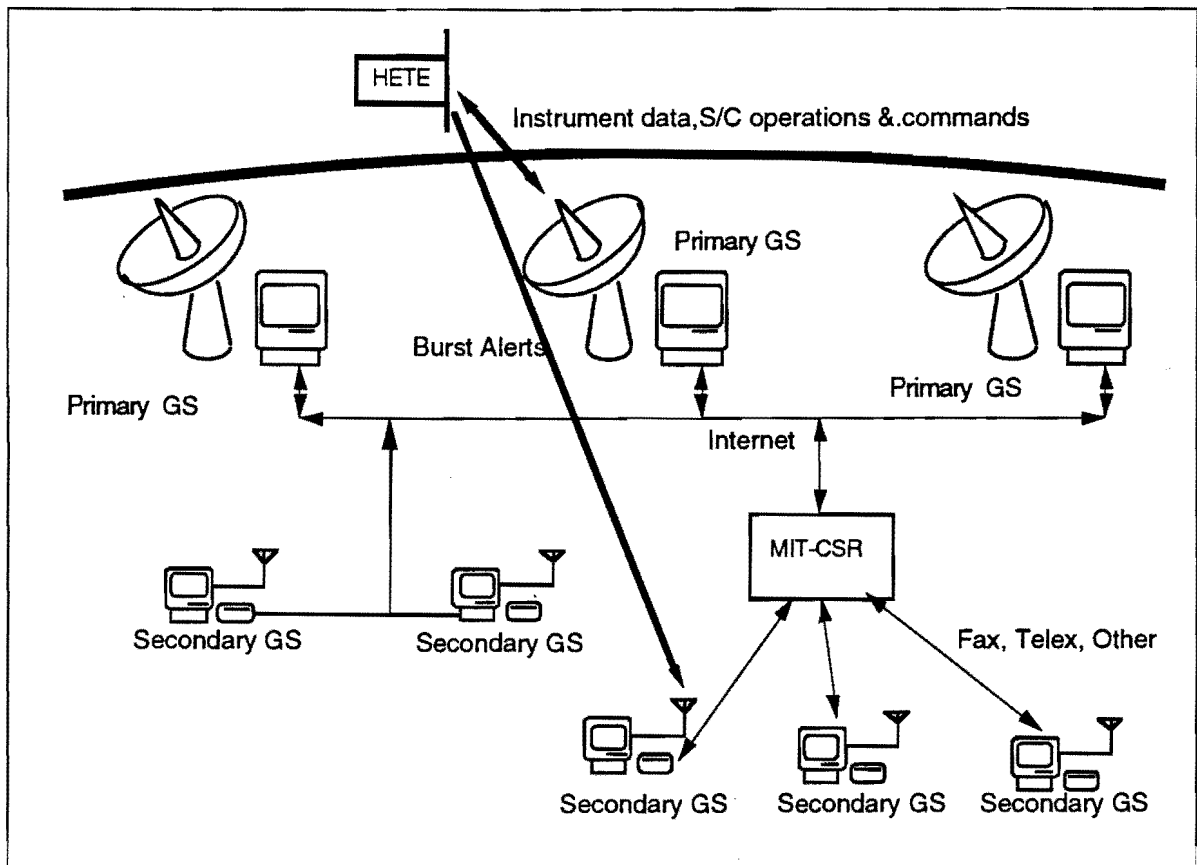 HETE
Instrument data,S/C operations &.commands
Primary GS
Burst Alerts
Primary GS
Primary GS
Internet
MIT-CSR
Secondary GS
Secondary GS
Fax, Telex, Other
Secondary GS
Secondary GS
Secondary GS